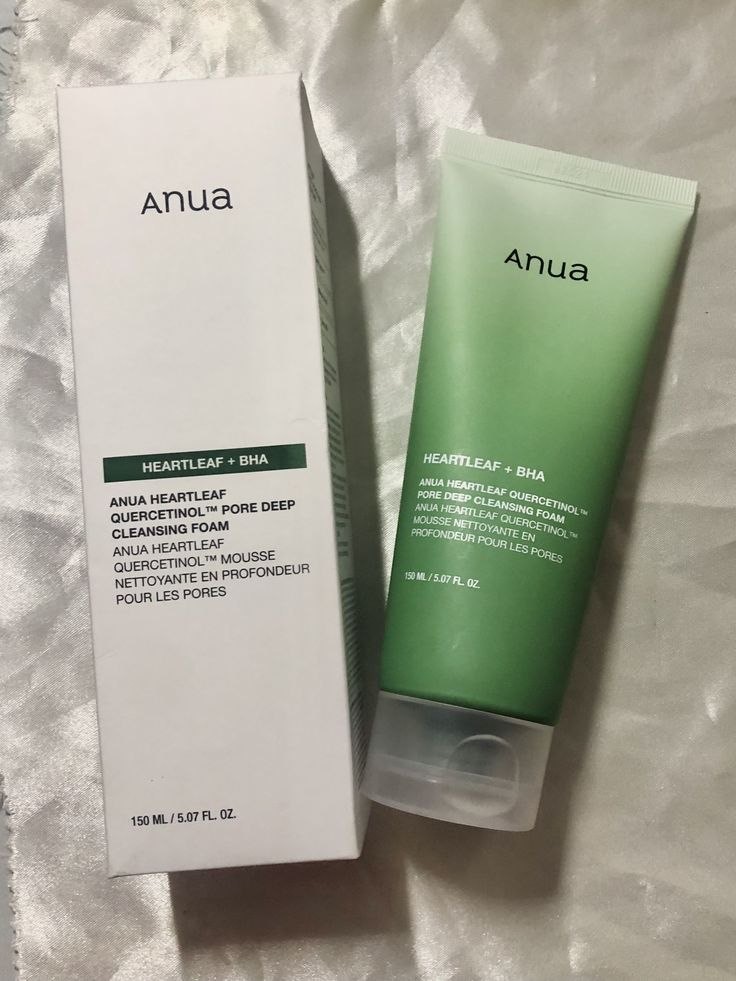 Anua
HEARTLEAF + BHA
ANUA HEARTLEAF
QUERCETINOL™ PORE DEEP
CLEANSING FOAM
ANUA HEARTLEAF
QUERCETINOL™ MOUSSE
NETTOYANTE EN PROFONDEUR
POUR LES PORES
150 ML / 5.07 FL. OZ.
Anua
HEARTLEAF + BHA
ANUA HEARTLEAF QUERCETINOL™
PORE DEEP CLEANSING FOAM
ANUA HEARTLEAF QUERCETINOL™
MOUSSE NETTOYANTE EN
PROFONDEUR POUR LES PORES
150 ML / 5.07 FL. OZ.